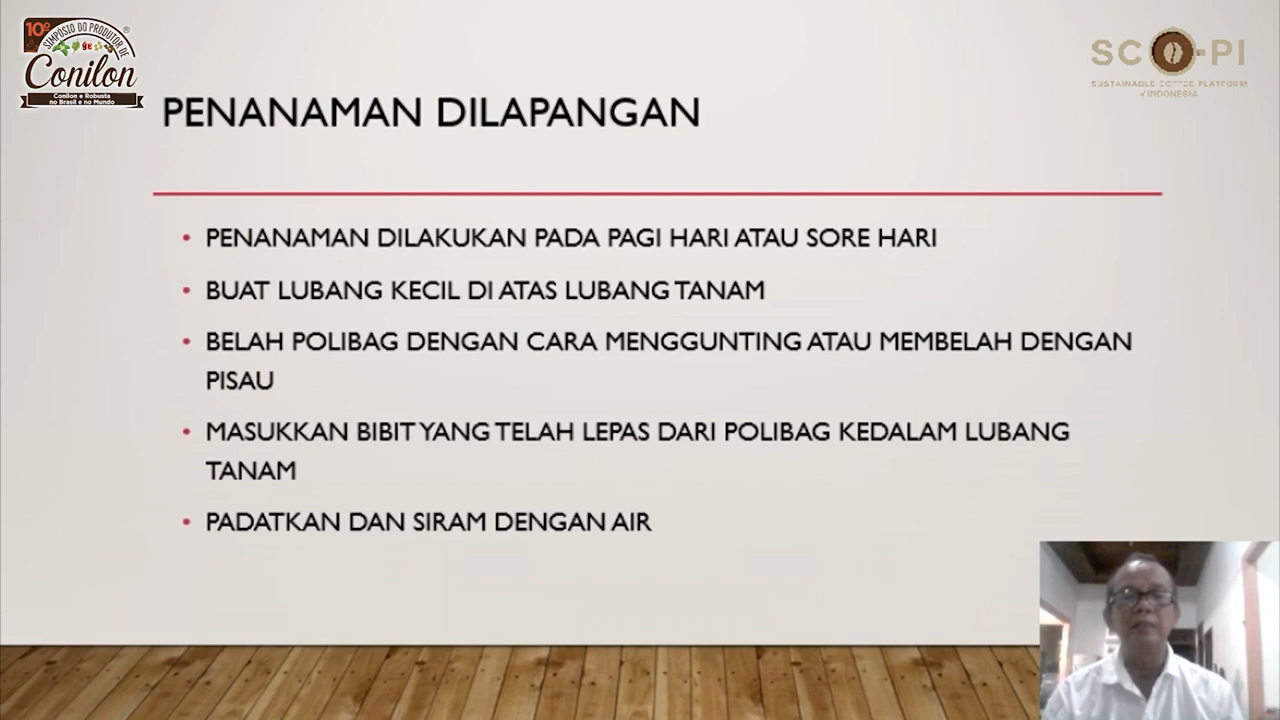 10º
SIMPÓSIO DO PRODUTOR DE
Conilon
Conilon e Robusta
no Brasil e no Mundo
SCOPI
SUSTAINABLE COFFEE PLATFORM
of INDONESIA
PENANAMAN DILAPANGAN
• PENANAMAN DILAKUKAN PADA PAGI HARI ATAU SORE HARI
• BUAT LUBANG KECIL DI ATAS LUBANG TANAM
• BELAH POLIBAG DENGAN CARA MENGGUNTING ATAU MEMBELAH DENGAN
PISAU
• MASUKKAN BIBIT YANG TELAH LEPAS DARI POLIBAG KEDALAM LUBANG
TANAM
• PADATKAN DAN SIRAM DENGAN AIR